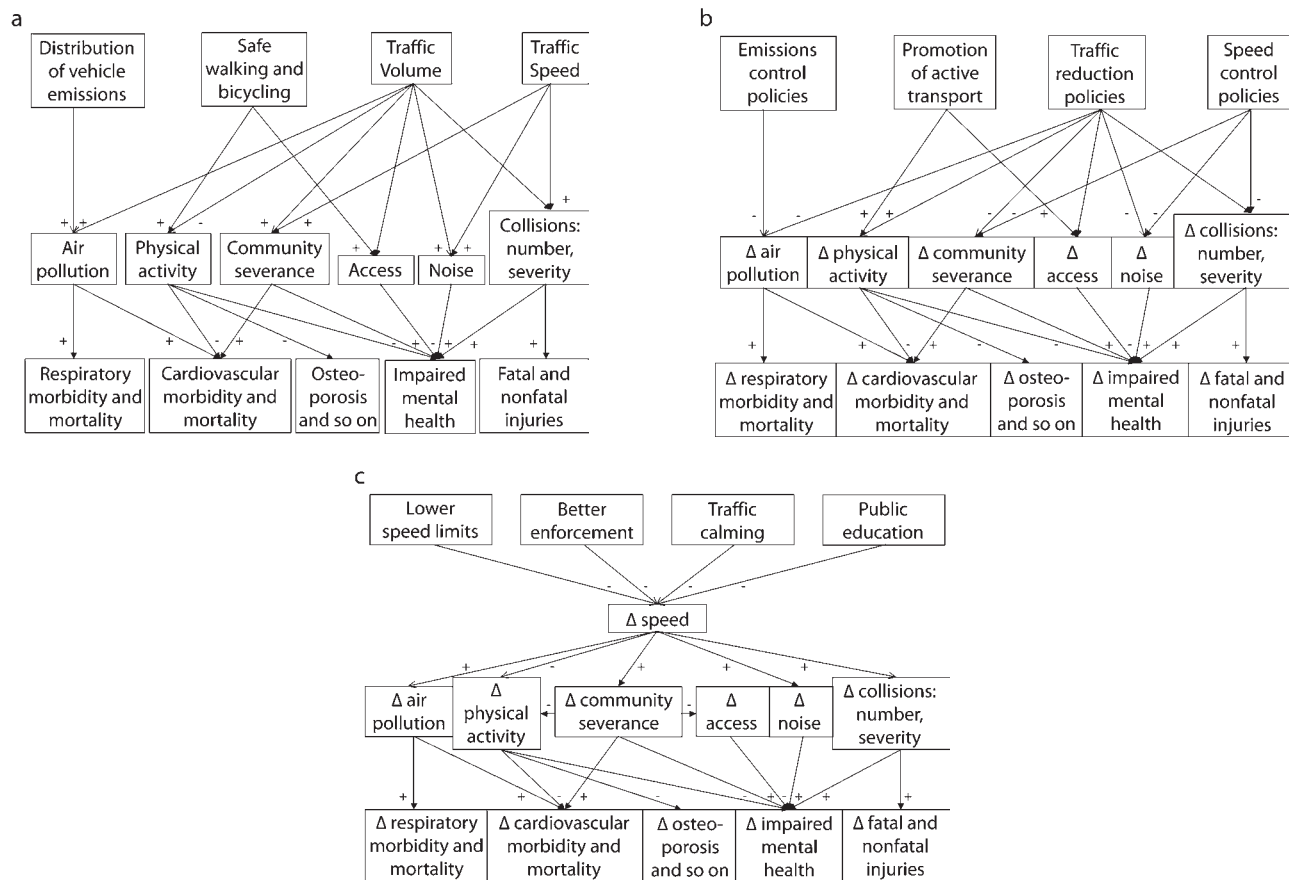 a
Distribution
of vehicle
emissions
Safe
walking and
bicycling
Traffic
Volume
Traffic
Speed
+ + + - + + + + + +
Air
pollution
Physical
activity
Community
severance
Access
Noise
Collisions:
number,
severity
+ + - + - - + - + + +
Respiratory
morbidity and
mortality
Cardiovascular
morbidity and
mortality
Osteo-
porosis
and so on
Impaired
mental
health
Fatal and
nonfatal
injuries
b
Emissions
control
policies
Promotion
of active
transport
Traffic
reduction
policies
Speed
control
policies
- - + + - - + - - -
Δ air
pollution
Δ physical
activity
Δ community
severance
Δ
access
Δ
noise
Δ collisions:
number,
severity
+ + - + - - + - + + +
Δ respiratory
morbidity and
mortality
Δ cardiovascular
morbidity and
mortality
Δ osteo-
porosis
and so on
Δ impaired
mental
health
Δ fatal and
nonfatal
injuries
c
Lower
speed limits
Better
enforcement
Traffic
calming
Public
education
- - - -
Δ speed
+ - + + +
Δ air
pollution
Δ
physical
activity
-
Δ community
severance
-
Δ
access
Δ
noise
Δ collisions:
number,
severity
+ + - + - - + - + + +
Δ respiratory
morbidity and
mortality
Δ cardiovascular
morbidity and
mortality
Δ osteo-
porosis
and so on
Δ impaired
mental
health
Δ fatal and
nonfatal
injuries